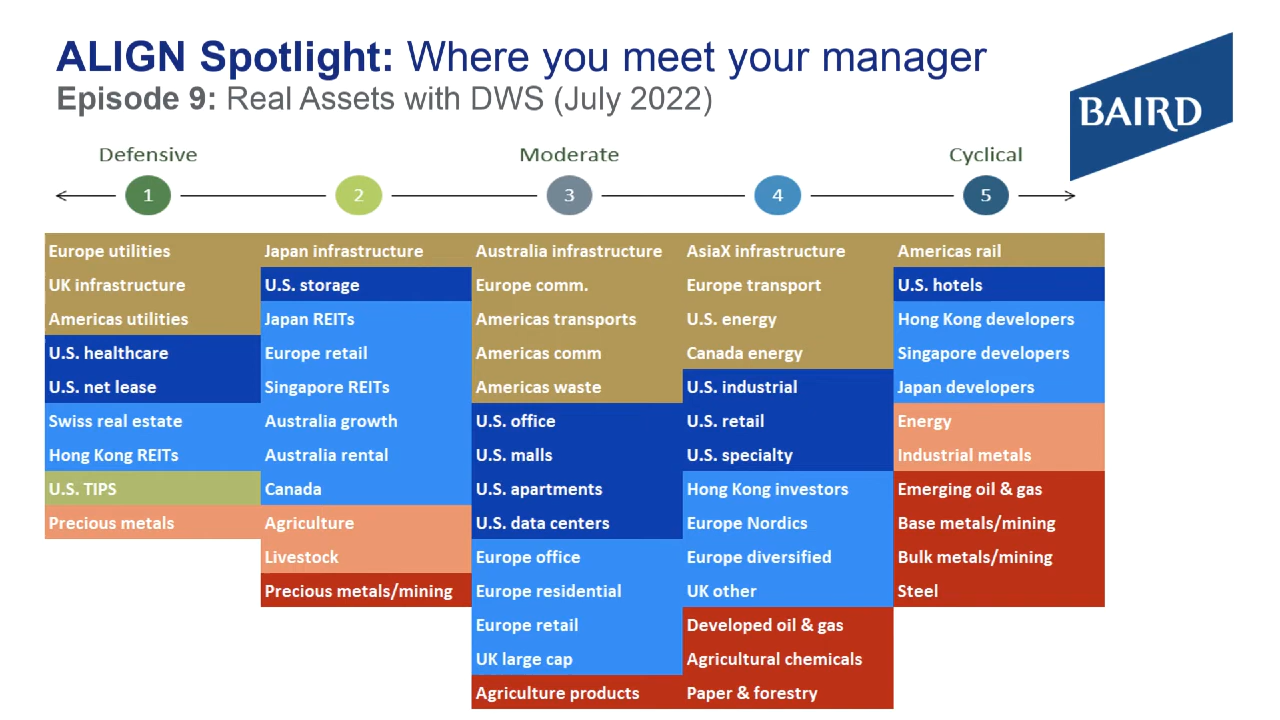 ALIGN Spotlight: Where you meet your manager
Episode 9: Real Assets with DWS (July 2022)
BAIRD
Defensive Moderate Cyclical
1 2 3 4 5
Europe utilities Japan infrastructure Australia infrastructure AsiaX infrastructure Americas rail
UK infrastructure U.S. storage Europe comm. Europe transport U.S. hotels
Americas utilities Japan REITs Americas transports U.S. energy Hong Kong developers
U.S. healthcare Europe retail Americas comm Canada energy Singapore developers
U.S. net lease Singapore REITs Americas waste U.S. industrial Japan developers
Swiss real estate Australia growth U.S. office U.S. retail Energy
Hong Kong REITs Australia rental U.S. malls U.S. specialty Industrial metals
U.S. TIPS Canada U.S. apartments Hong Kong investors Emerging oil & gas
Precious metals Agriculture U.S. data centers Europe Nordics Base metals/mining
Livestock Europe office Europe diversified Bulk metals/mining
Precious metals/mining Europe residential UK other Steel
Europe retail Developed oil & gas
UK large cap Agricultural chemicals
Agriculture products Paper & forestry